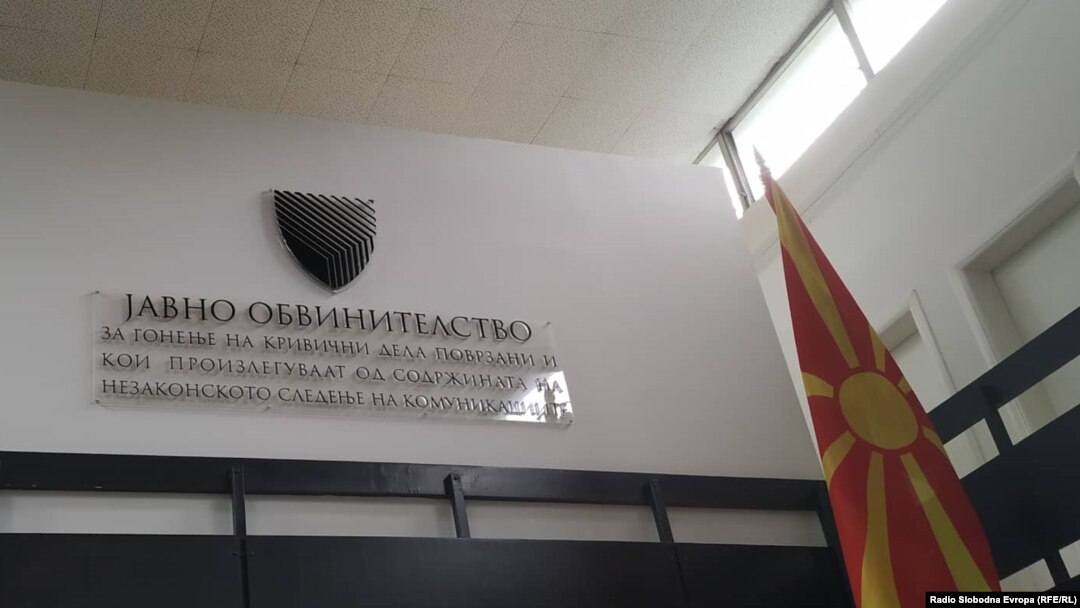 ЈАВНО ОБВИНИТЕЛСТВО
ЗА ГОНЕЊЕ НА КРИВИЧНИ ДЕЛА ПОВРЗАНИ И
КОИ ПРОИЗЛЕГУВААТ ОД СОДРЖИНАТА НА
НЕЗАКОНСКОТО СЛЕДЕЊЕ НА КОМУНИКАЦИИТЕ
Radio Slobodna Evropa (RFE/RL)